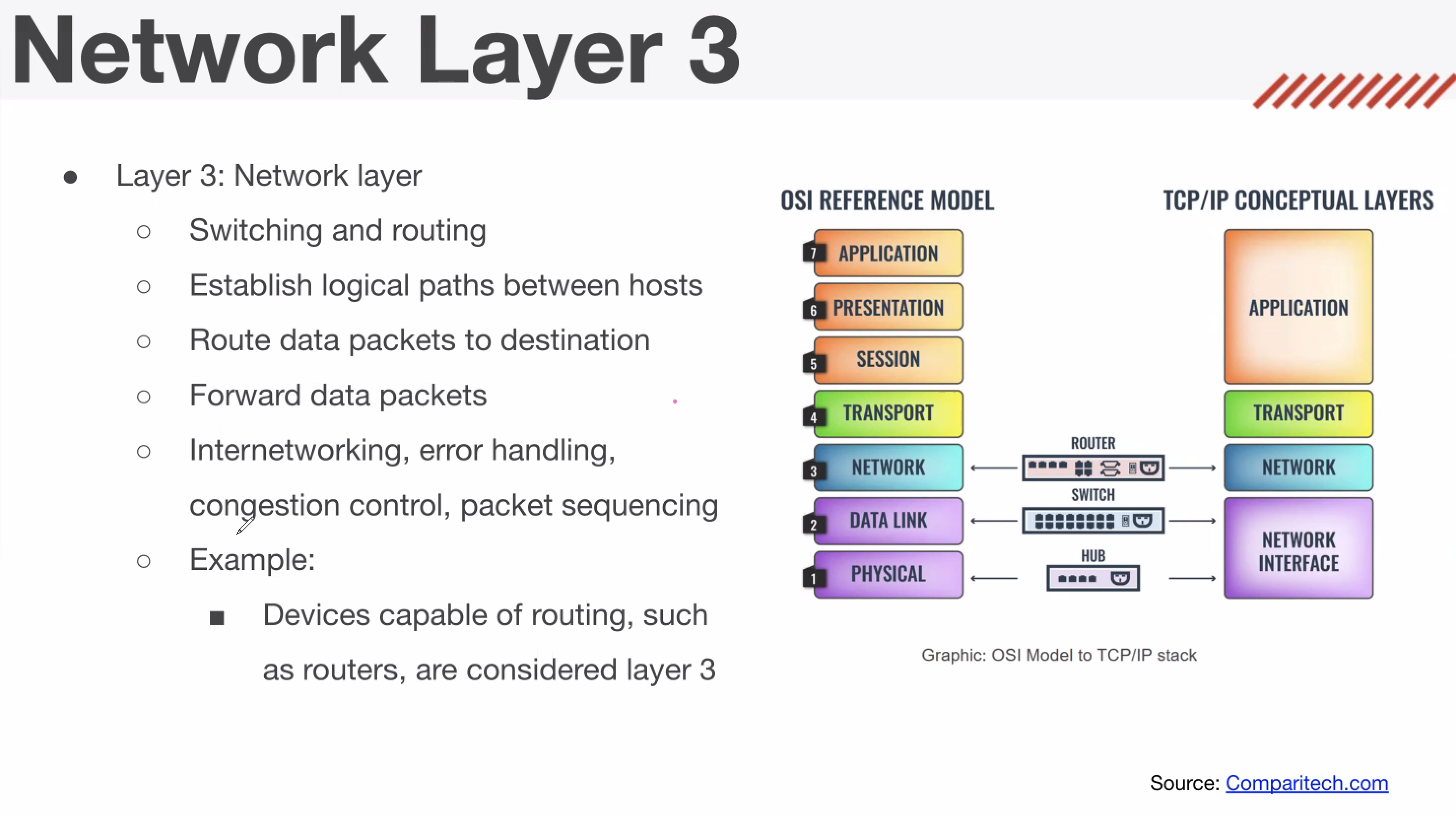 Network Layer 3
● Layer 3: Network layer
○ Switching and routing
○ Establish logical paths between hosts
○ Route data packets to destination
○ Forward data packets
○ Internetworking, error handling,
congestion control, packet sequencing
○ Example:
■ Devices capable of routing, such
as routers, are considered layer 3
OSI REFERENCE MODEL
7 APPLICATION
6 PRESENTATION
5 SESSION
4 TRANSPORT
3 NETWORK
2 DATA LINK
1 PHYSICAL
ROUTER
SWITCH
HUB
TCP/IP CONCEPTUAL LAYERS
APPLICATION
TRANSPORT
NETWORK
NETWORK
INTERFACE
Graphic: OSI Model to TCP/IP stack
Source: Comparitech.com